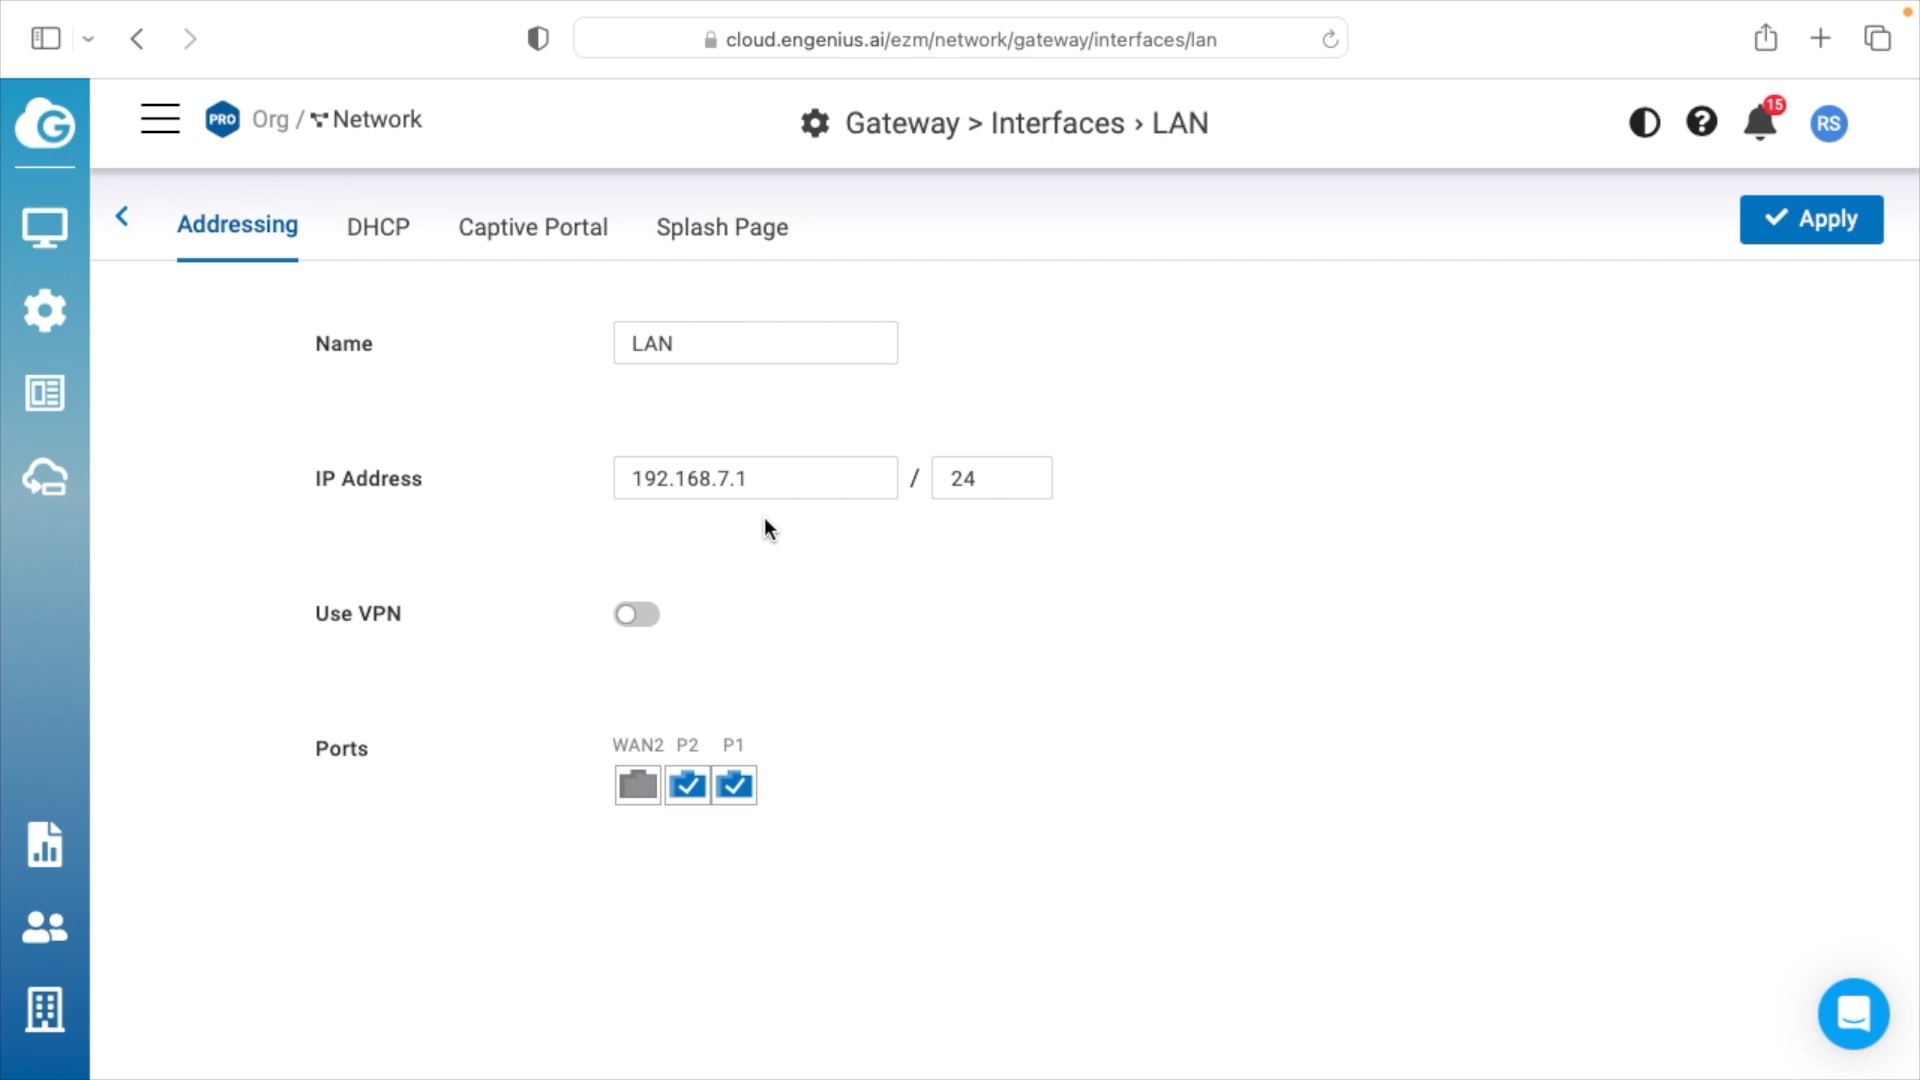 cloud.engenius.ai/ezm/network/gateway/interfaces/lan
PRO Org / Network
Gateway > Interfaces › LAN
15
RS
Addressing DHCP Captive Portal Splash Page
Apply
Name LAN
IP Address 192.168.7.1 / 24
Use VPN
Ports WAN2 P2 P1